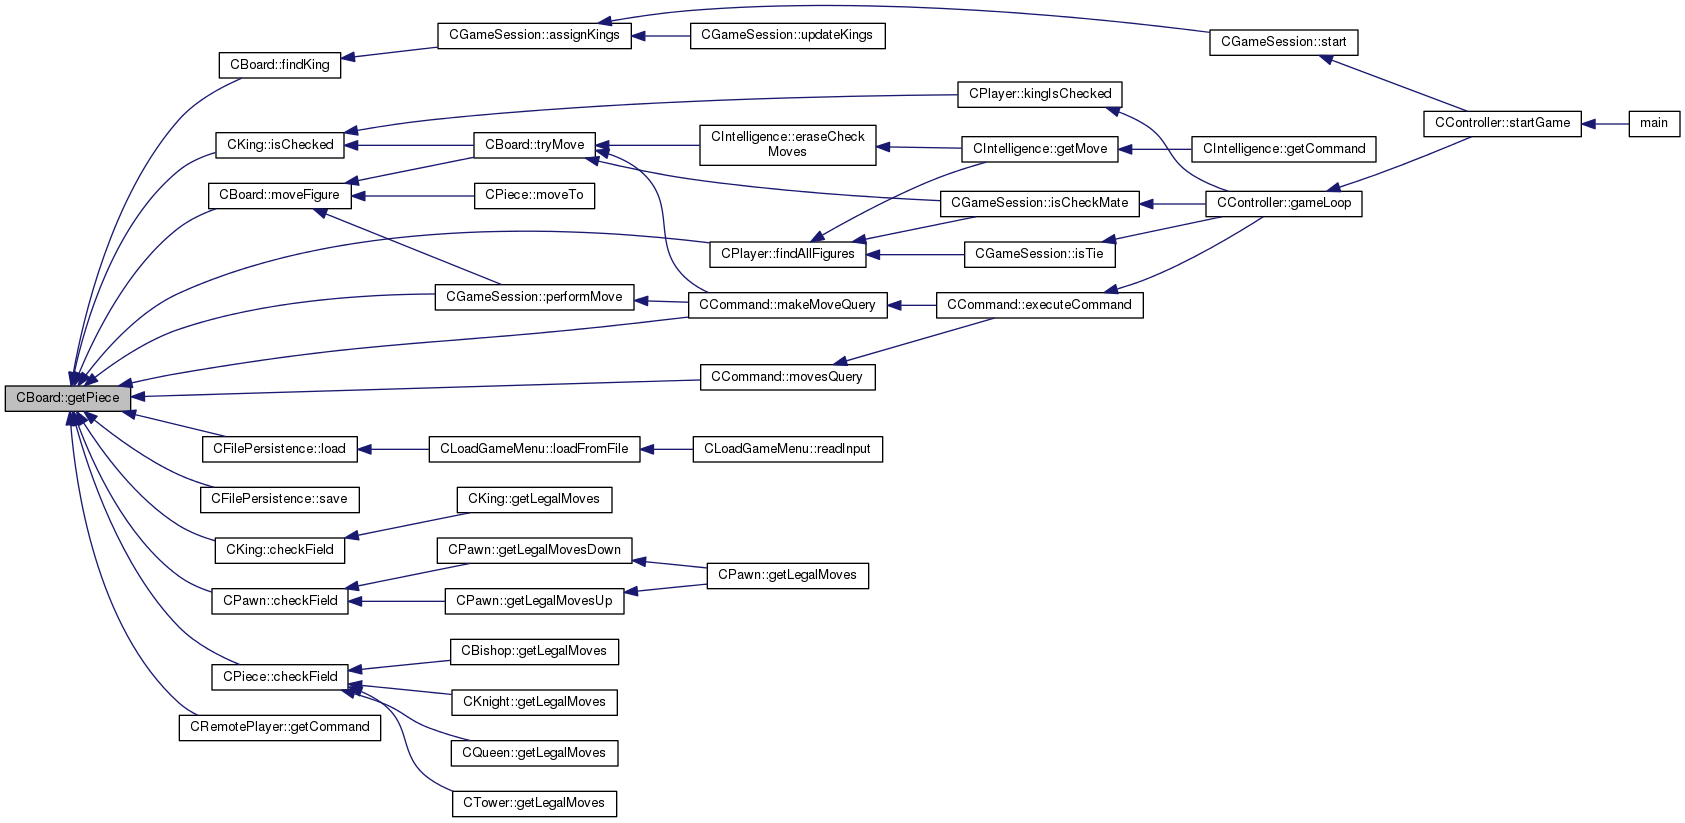 CGameSession::assignKings
CGameSession::updateKings
CGameSession::start
CBoard::findKing
CPlayer::kingIsChecked
CController::startGame
main
CKing::isChecked
CBoard::tryMove
CIntelligence::eraseCheck
Moves
CIntelligence::getMove
CIntelligence::getCommand
CBoard::moveFigure
CPiece::moveTo
CGameSession::isCheckMate
CController::gameLoop
CPlayer::findAllFigures
CGameSession::isTie
CGameSession::performMove
CCommand::makeMoveQuery
CCommand::executeCommand
CCommand::movesQuery
CBoard::getPiece
CFilePersistence::load
CLoadGameMenu::loadFromFile
CLoadGameMenu::readInput
CFilePersistence::save
CKing::getLegalMoves
CKing::checkField
CPawn::getLegalMovesDown
CPawn::getLegalMoves
CPawn::checkField
CPawn::getLegalMovesUp
CBishop::getLegalMoves
CPiece::checkField
CKnight::getLegalMoves
CRemotePlayer::getCommand
CQueen::getLegalMoves
CTower::getLegalMoves